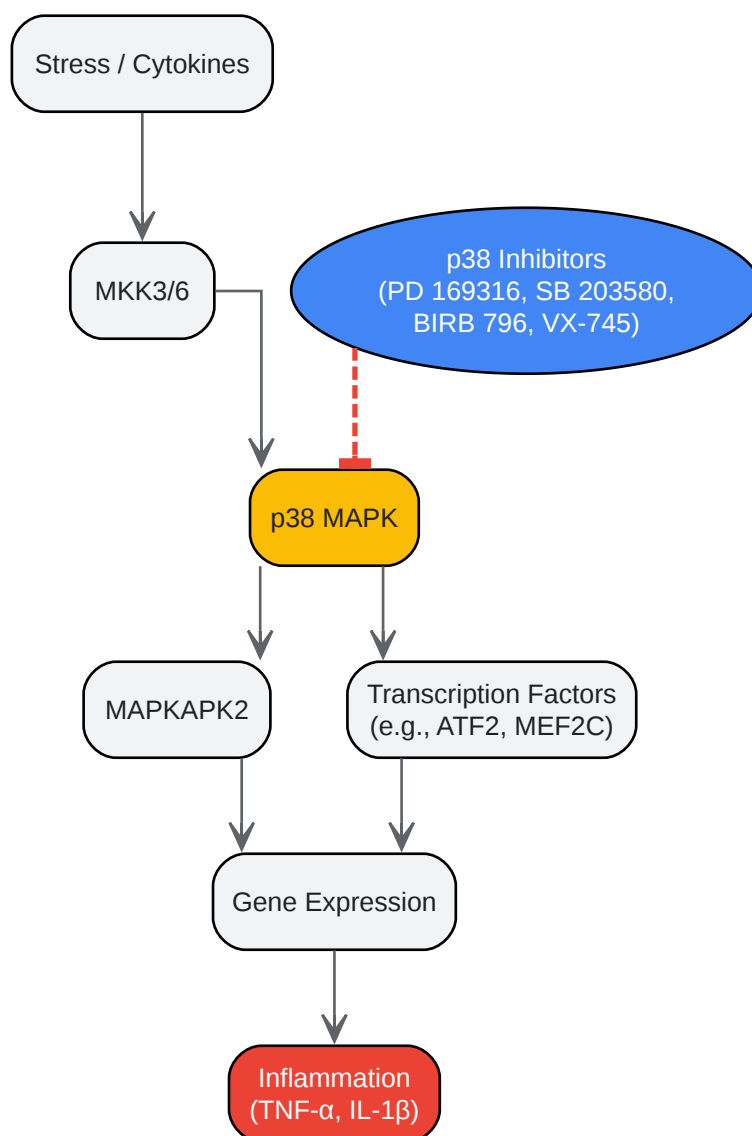 Stress / Cytokines
p38 Inhibitors
(PD 169316, SB 203580,
BIRB 796, VX-745)
MKK3/6
p38 MAPK
MAPKAPK2
Transcription Factors
(e.g., ATF2, MEF2C)
Gene Expression
Inflammation
(TNF-α, IL-1β)